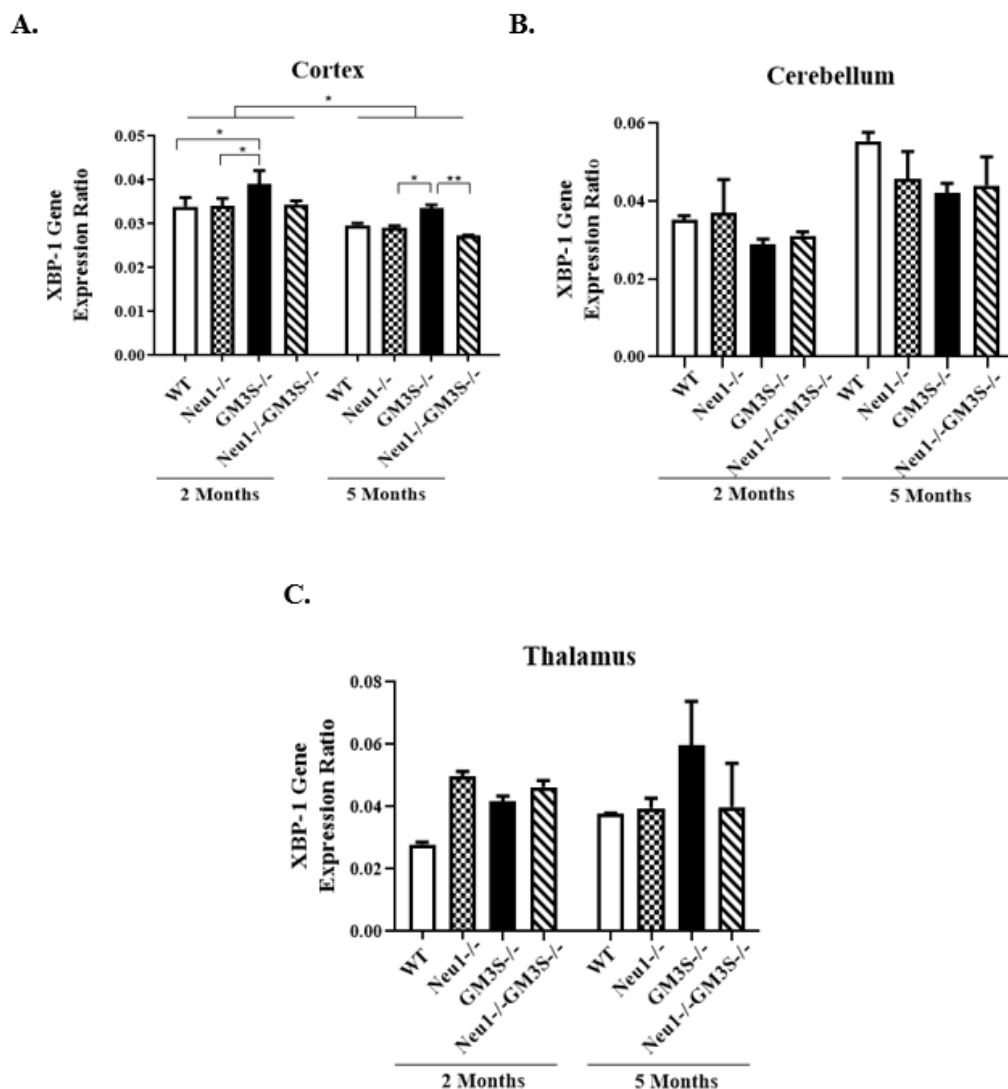 A.
Cortex
*
*
*
*
**
XBP-1 Gene
Expression Ratio
0.05
0.04
0.03
0.02
0.01
0.00
WT
Neu1-/-
GM3S-/-
Neu1-/-GM3S-/-
WT
Neu1-/-
GM3S-/-
Neu1-/-GM3S-/-
2 Months
5 Months
B.
Cerebellum
XBP-1 Gene
Expression Ratio
0.06
0.04
0.02
0.00
WT
Neu1-/-
GM3S-/-
Neu1-/-GM3S-/-
WT
Neu1-/-
GM3S-/-
Neu1-/-GM3S-/-
2 Months
5 Months
C.
Thalamus
XBP-1 Gene
Expression Ratio
0.08
0.06
0.04
0.02
0.00
WT
Neu1-/-
GM3S-/-
Neu1-/-GM3S-/-
WT
Neu1-/-
GM3S-/-
Neu1-/-GM3S-/-
2 Months
5 Months